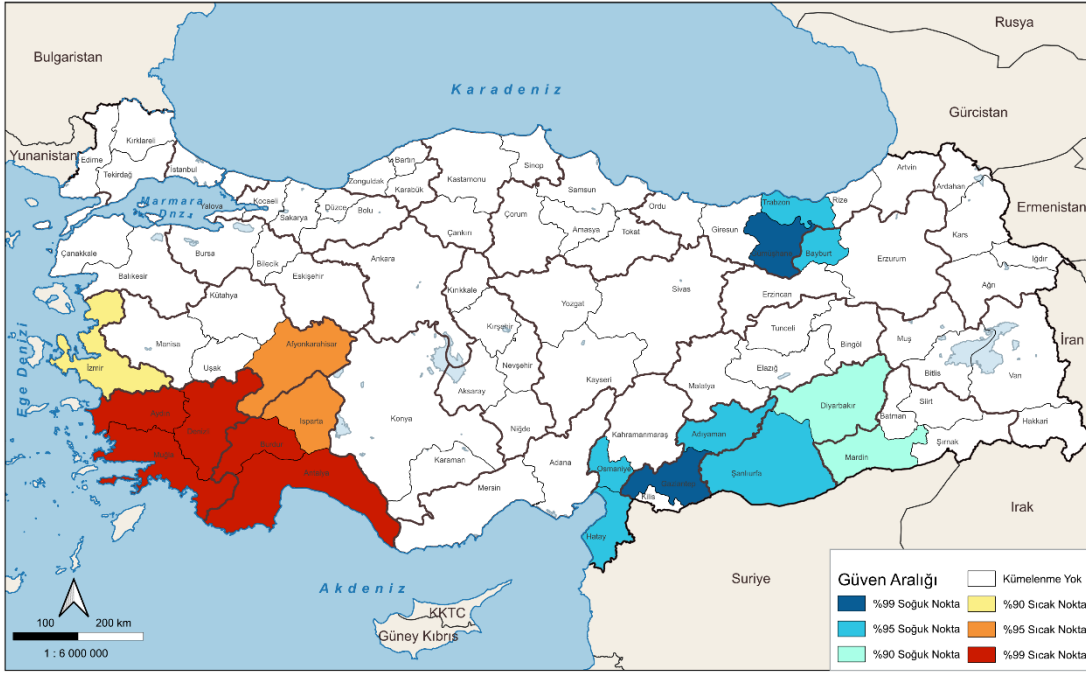 Rusya
Bulgaristan
Karadeniz
Gürcistan
Kırklareli
Edirne
Yunanistan
Tekirdağ
İstanbul
Bartın
Zonguldak
Karabük
Kastamonu
Sinop
Samsun
Artvin
Ardahan
Marmara
Dnz.
Yalova
Kocaeli
Sakarya
Düzce
Bolu
Çankırı
Çorum
Amasya
Tokat
Ordu
Giresun
Trabzon
Rize
Kars
Ermenistan
Çanakkale
Balıkesir
Bursa
Bilecik
Eskişehir
Ankara
Kırıkkale
Yozgat
Sivas
Gümüşhane
Bayburt
Erzincan
Erzurum
Iğdır
Ağrı
Kütahya
Ege Denizi
Manisa
İzmir
Uşak
Afyonkarahisar
Kırşehir
Nevşehir
Aksaray
Kayseri
Malatya
Elazığ
Tunceli
Bingöl
Muş
Bitlis
Van
İran
Aydın
Denizli
Muğla
Burdur
Isparta
Antalya
Konya
Niğde
Karaman
Mersin
Adana
Kahramanmaraş
Adıyaman
Diyarbakır
Batman
Siirt
Şırnak
Hakkari
Mardin
Şanlıurfa
Osmaniye
Gaziantep
Kilis
Hatay
Irak
Suriye
Akdeniz
KKTC
Güney Kıbrıs
100 200 km
1 : 6 000 000
Güven Aralığı
Kümelenme Yok
%99 Soğuk Nokta
%90 Sıcak Nokta
%95 Soğuk Nokta
%95 Sıcak Nokta
%90 Soğuk Nokta
%99 Sıcak Nokta